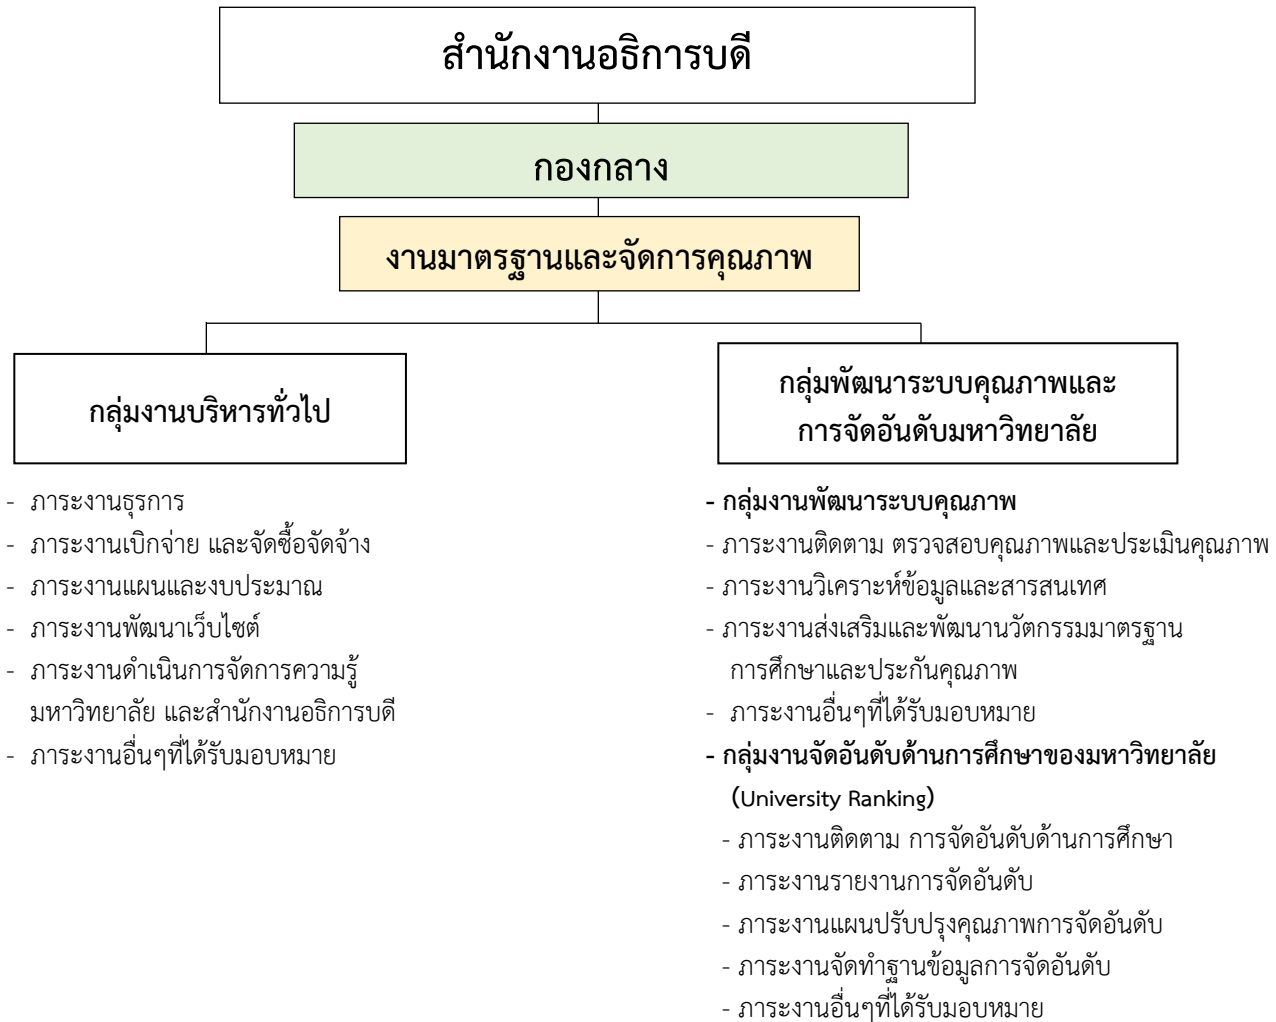 สำนักงานอธิการบดี
กองกลาง
งานมาตรฐานและจัดการคุณภาพ
กลุ่มงานบริหารทั่วไป
- ภาระงานธุรการ
- ภาระงานเบิกจ่าย และจัดซื้อจัดจ้าง
- ภาระงานแผนและงบประมาณ
- ภาระงานพัฒนาเว็บไซต์
- ภาระงานดำเนินการจัดการความรู้
มหาวิทยาลัย และสำนักงานอธิการบดี
- ภาระงานอื่นๆที่ได้รับมอบหมาย
กลุ่มพัฒนาระบบคุณภาพและ
การจัดอันดับมหาวิทยาลัย
- กลุ่มงานพัฒนาระบบคุณภาพ
- ภาระงานติดตาม ตรวจสอบคุณภาพและประเมินคุณภาพ
- ภาระงานวิเคราะห์ข้อมูลและสารสนเทศ
- ภาระงานส่งเสริมและพัฒนานวัตกรรมมาตรฐาน
การศึกษาและประกันคุณภาพ
- ภาระงานอื่นๆที่ได้รับมอบหมาย
- กลุ่มงานจัดอันดับด้านการศึกษาของมหาวิทยาลัย
(University Ranking)
- ภาระงานติดตาม การจัดอันดับด้านการศึกษา
- ภาระงานรายงานการจัดอันดับ
- ภาระงานแผนปรับปรุงคุณภาพการจัดอันดับ
- ภาระงานจัดทำฐานข้อมูลการจัดอันดับ
- ภาระงานอื่นๆที่ได้รับมอบหมาย